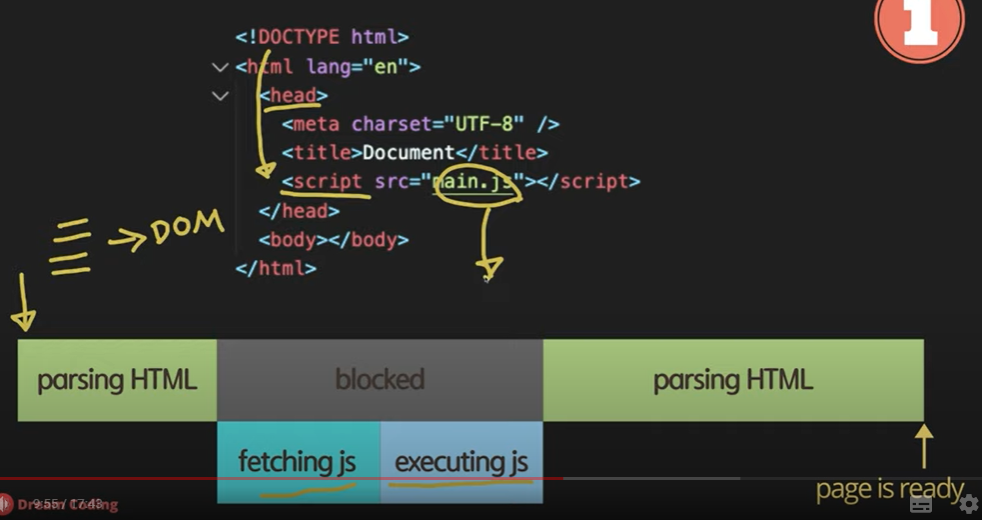 1
<!DOCTYPE html>
<html lang="en">
<head>
<meta charset="UTF-8" />
<title>Document</title>
<script src="main.js"></script>
</head>
<body></body>
</html>
→ DOM
parsing HTML blocked parsing HTML
fetching js executing js
page is ready
9:55 / 17:43
Dream Coding